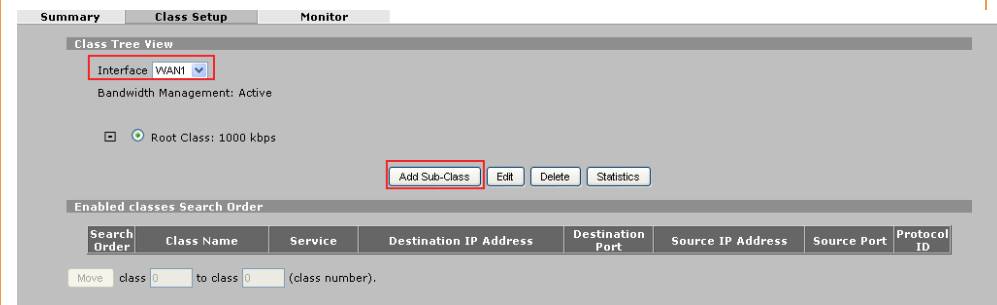 Summary Class Setup Monitor
Class Tree View
Interface WAN1
Bandwidth Management: Active
Root Class: 1000 kbps
Add Sub-Class Edit Delete Statistics
Enabled classes Search Order
Search Order Class Name Service Destination IP Address Destination Port Source IP Address Source Port Protocol ID
Move class 0 to class 0 (class number).